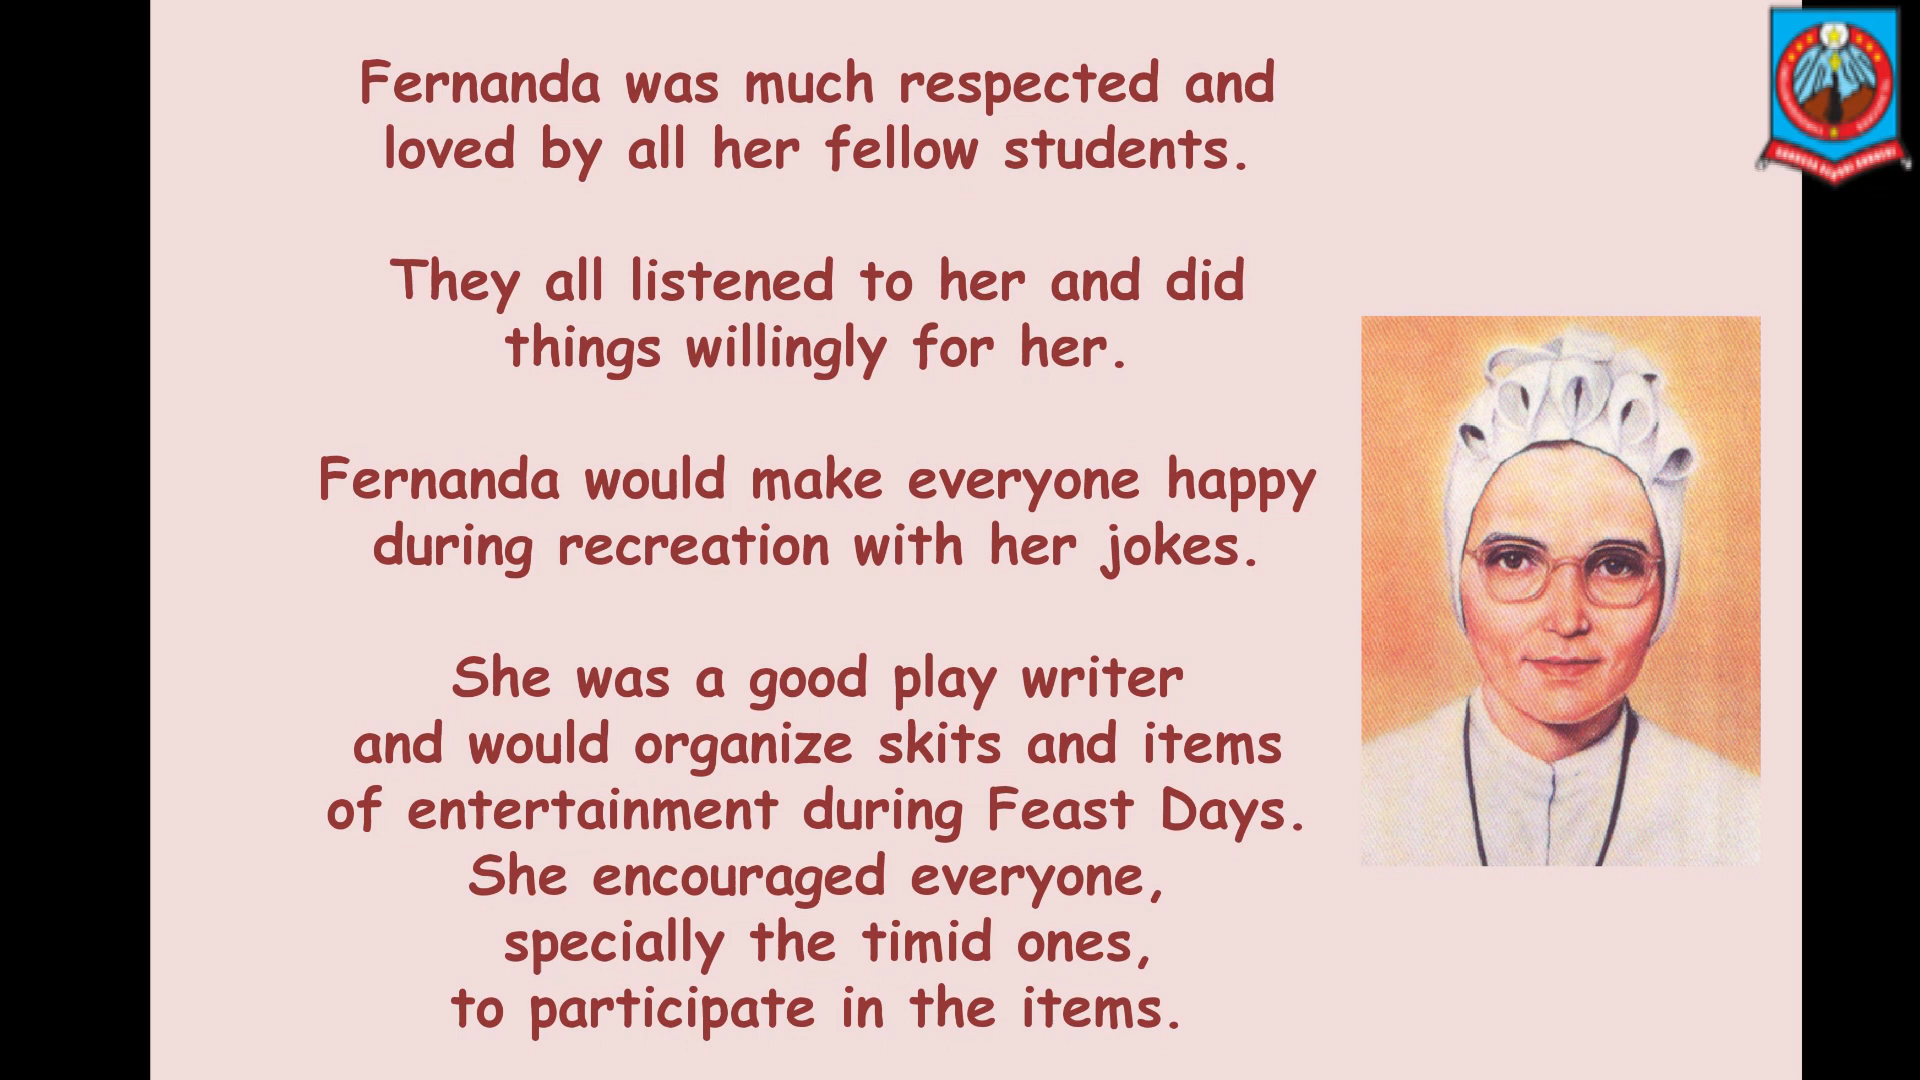 Fernanda was much respected and
loved by all her fellow students.
They all listened to her and did
things willingly for her.
Fernanda would make everyone happy
during recreation with her jokes.
She was a good play writer
and would organize skits and items
of entertainment during Feast Days.
She encouraged everyone,
specially the timid ones,
to participate in the items.